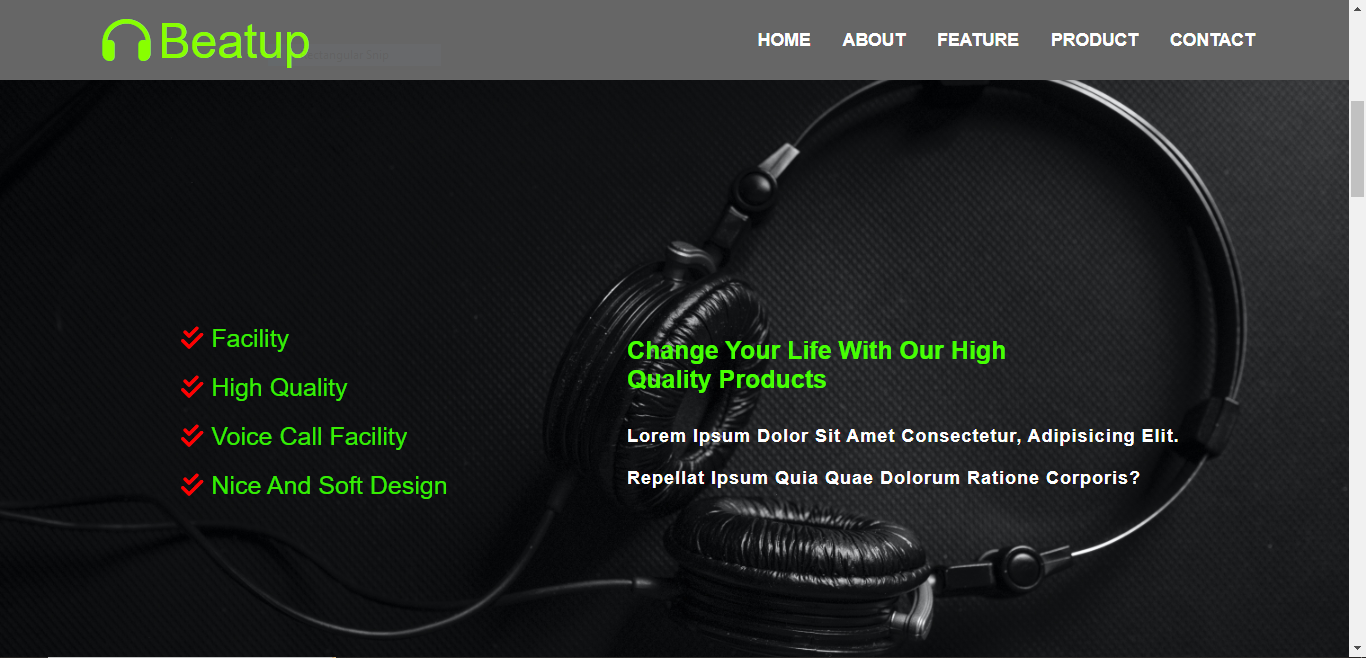 Beatup
HOME ABOUT FEATURE PRODUCT CONTACT
Facility
High Quality
Voice Call Facility
Nice And Soft Design
Change Your Life With Our High
Quality Products
Lorem Ipsum Dolor Sit Amet Consectetur, Adipisicing Elit.
Repellat Ipsum Quia Quae Dolorum Ratione Corporis?